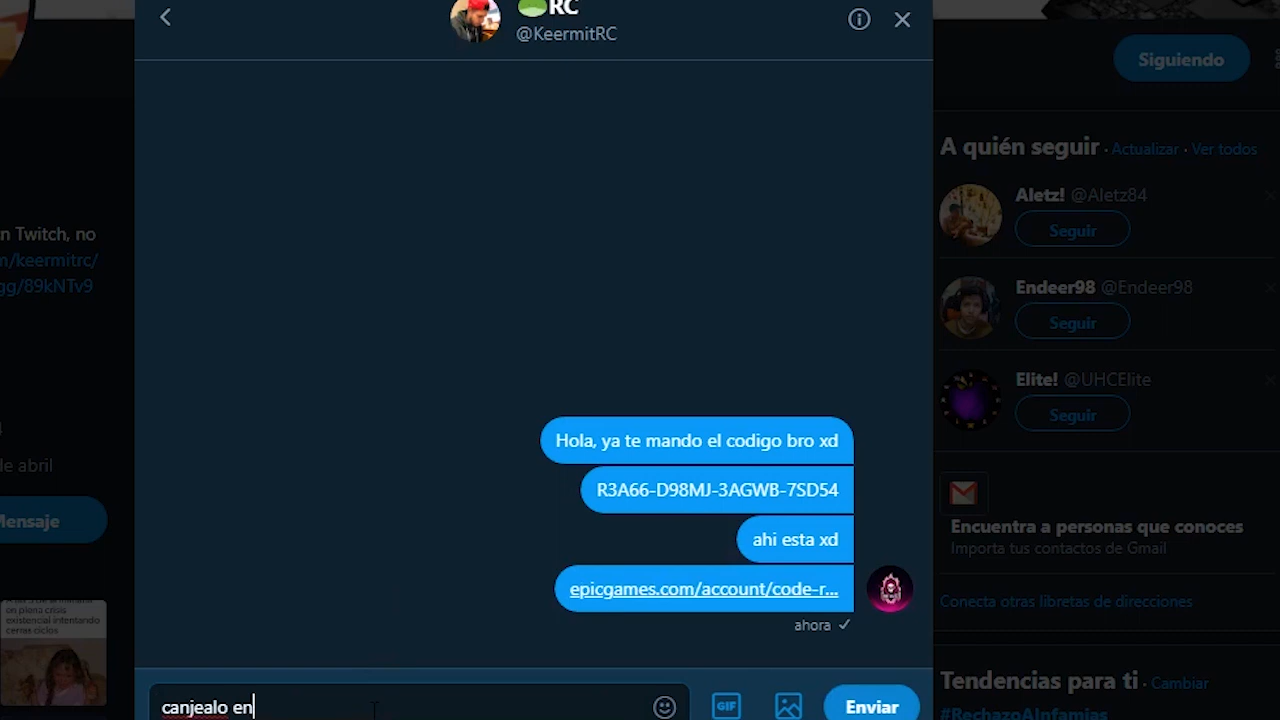 RC
@KeermitRC
Siguiendo
A quién seguir · Actualizar · Ver todos
Aletz! @Aletz84
Seguir
Endeer98 @Endeer98
Seguir
Elite! @UHCElite
Seguir
Encuentra a personas que conoces
Importa tus contactos de Gmail
Conecta otras libretas de direcciones
Tendencias para ti · Cambiar
#RechazoAInfamias
n Twitch, no
m/keermitrc/
gg/89kNTv9
de abril
Mensaje
en plena crisis
existencial intentando
cerrar ciclos
Hola, ya te mando el codigo bro xd
R3A66-D98MJ-3AGWB-7SD54
ahi esta xd
epicgames.com/account/code-r...
ahora
canjealo en
GIF
Enviar